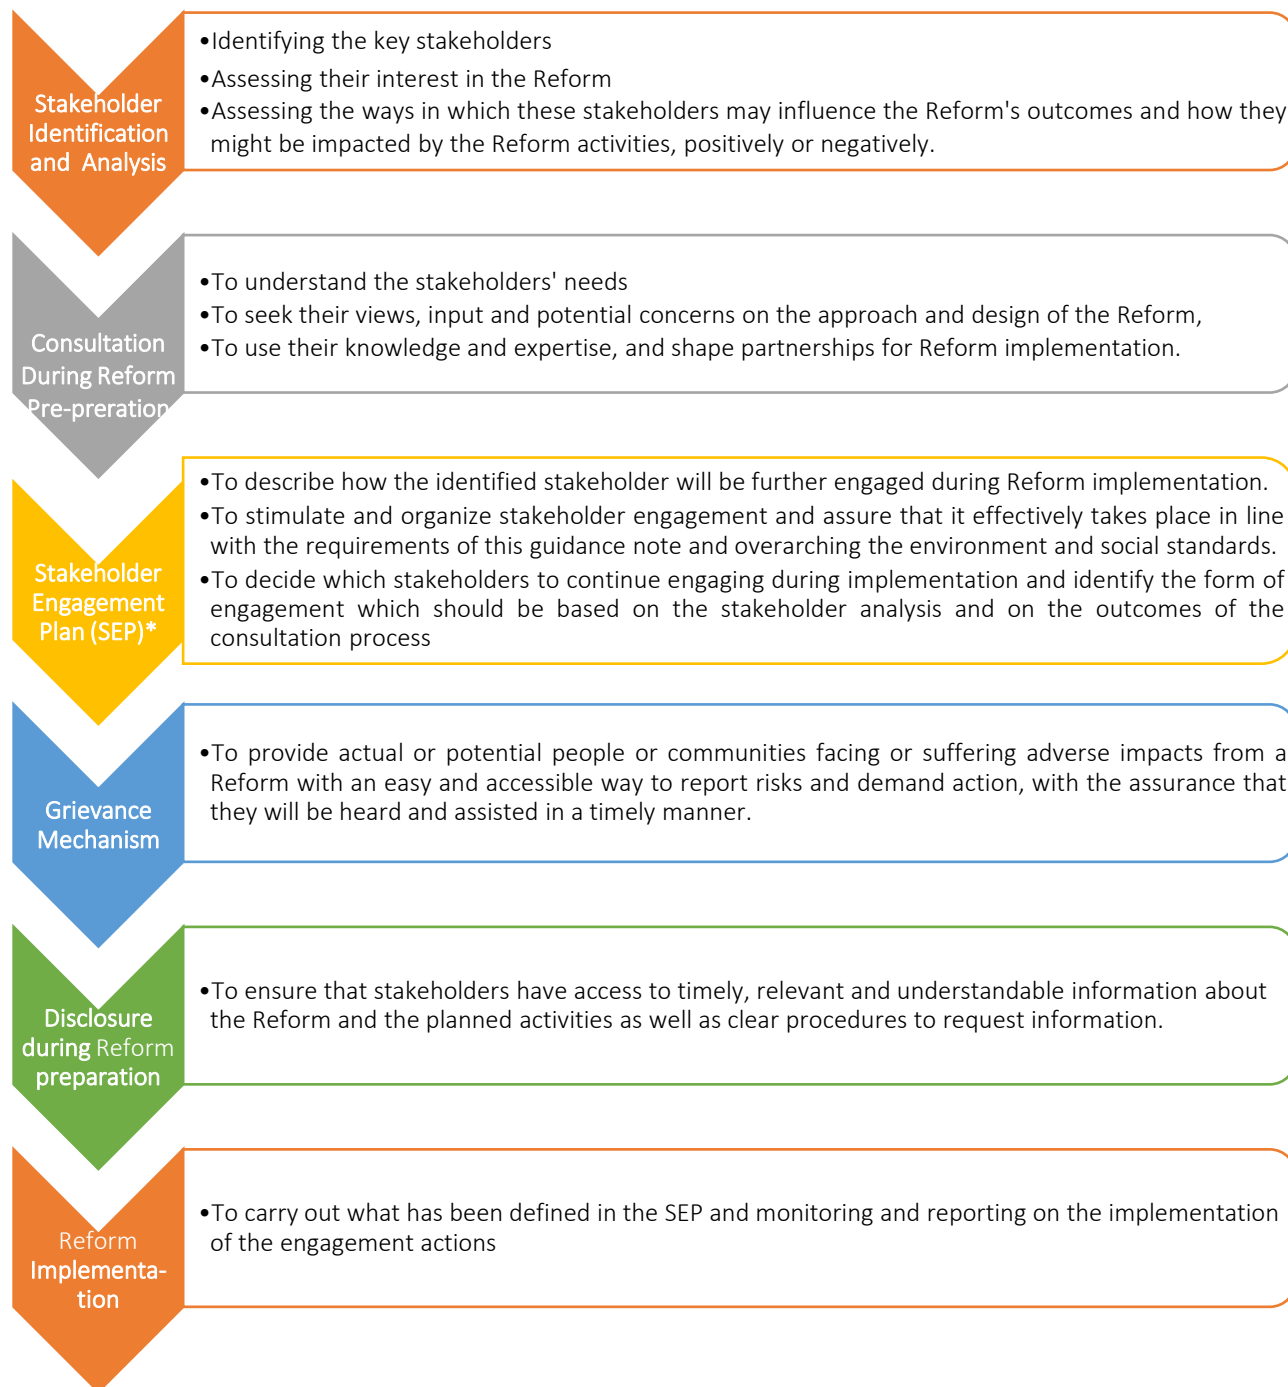 Stakeholder
Identification
and Analysis
•Identifying the key stakeholders
•Assessing their interest in the Reform
•Assessing the ways in which these stakeholders may influence the Reform's outcomes and how they
might be impacted by the Reform activities, positively or negatively.
Consultation
During Reform
Pre-preration
•To understand the stakeholders' needs
•To seek their views, input and potential concerns on the approach and design of the Reform,
•To use their knowledge and expertise, and shape partnerships for Reform implementation.
Stakeholder
Engagement
Plan (SEP)*
•To describe how the identified stakeholder will be further engaged during Reform implementation.
•To stimulate and organize stakeholder engagement and assure that it effectively takes place in line
with the requirements of this guidance note and overarching the environment and social standards.
•To decide which stakeholders to continue engaging during implementation and identify the form of
engagement which should be based on the stakeholder analysis and on the outcomes of the
consultation process
Grievance
Mechanism
•To provide actual or potential people or communities facing or suffering adverse impacts from a
Reform with an easy and accessible way to report risks and demand action, with the assurance that
they will be heard and assisted in a timely manner.
Disclosure
during Reform
preparation
•To ensure that stakeholders have access to timely, relevant and understandable information about
the Reform and the planned activities as well as clear procedures to request information.
Reform
Implementa-
tion
•To carry out what has been defined in the SEP and monitoring and reporting on the implementation
of the engagement actions